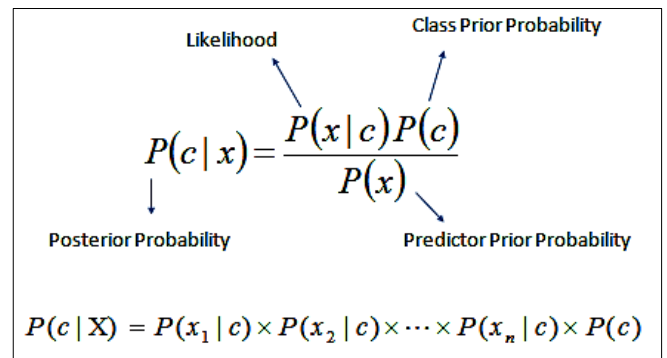 Likelihood
Class Prior Probability
P(c | x) = P(x | c)P(c) / P(x)
Posterior Probability
Predictor Prior Probability
P(c | X) = P(x₁ | c) × P(x₂ | c) × ⋯ × P(xₙ | c) × P(c)